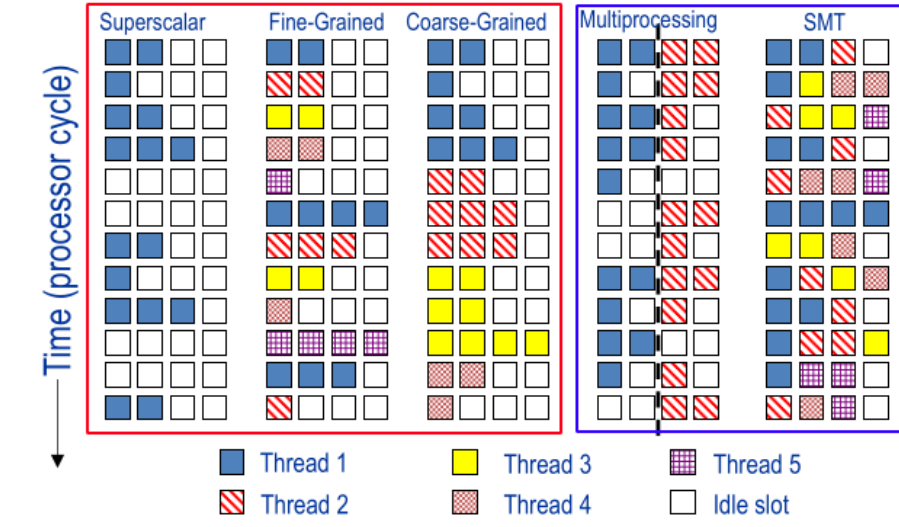 Superscalar
Fine-Grained
Coarse-Grained
Multiprocessing
SMT
Time (processor cycle)
Thread 1
Thread 3
Thread 5
Thread 2
Thread 4
Idle slot